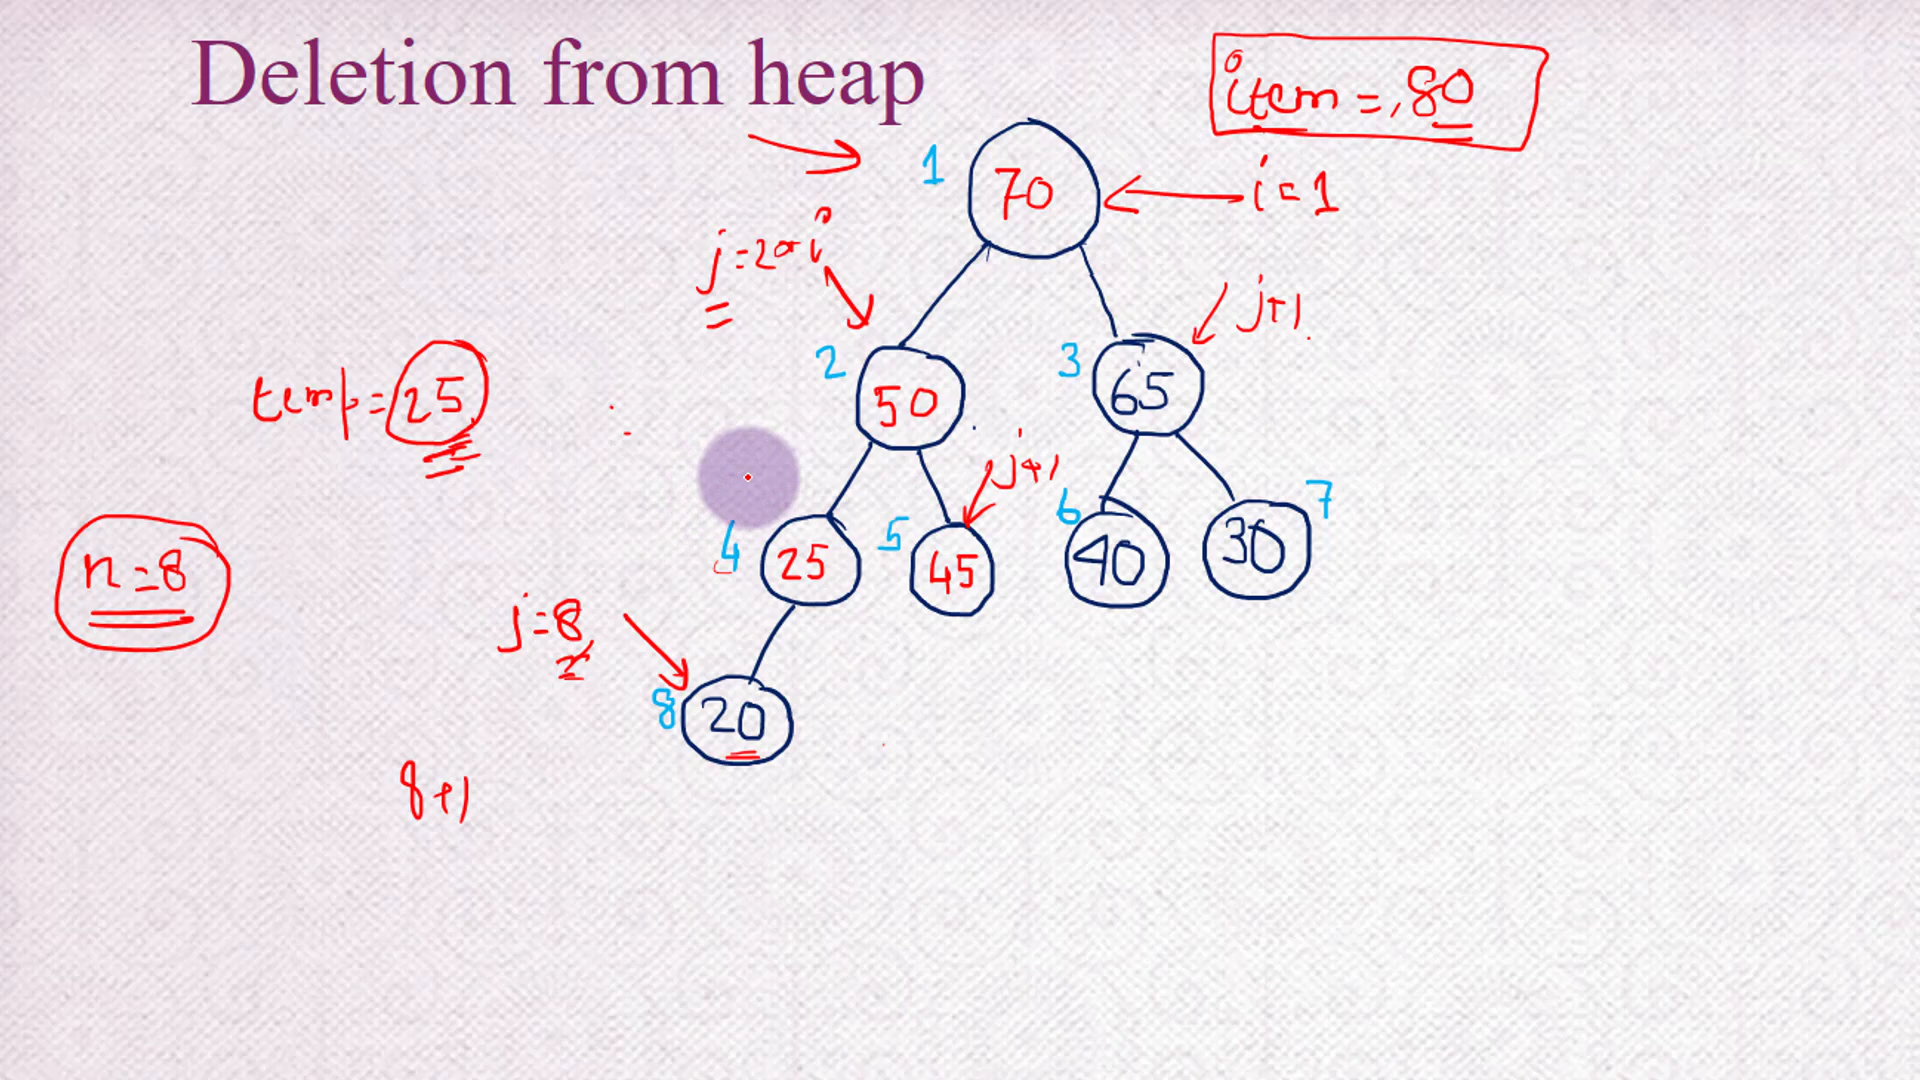 Deletion from heap
item = 80
1
70
i = 1
j = 2 * i
j+1
2
50
3
65
temp = 25
j+1
4
25
5
45
6
40
7
30
n = 8
j = 8
8
20
8+1